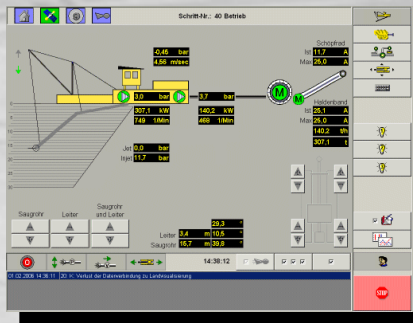 Schritt-Nr.: 40 Betrieb
-0,45 bar
4,56 m/sec
Schöpfrad
Ist 11,7 A
Max 25,0 A
3,0 bar
3,7 bar
307,1 kW
140,2 kW
749 1/Min
468 1/Min
M
M
Haldenband
Ist 25,1 A
Max 25,0 A
140,2 t/h
307,1 t
Jet 0,0 bar
Injet 11,7 bar
Saugrohr
Leiter
Saugrohr
und Leiter
29,3 °
Leiter 3,4 m 10,5 °
Saugrohr 15,7 m 39,8 °
14:38:12
01.02.2006 14:36:11 20: K: Verlust der Datenverbindung zu Landvisualisierung
STOP